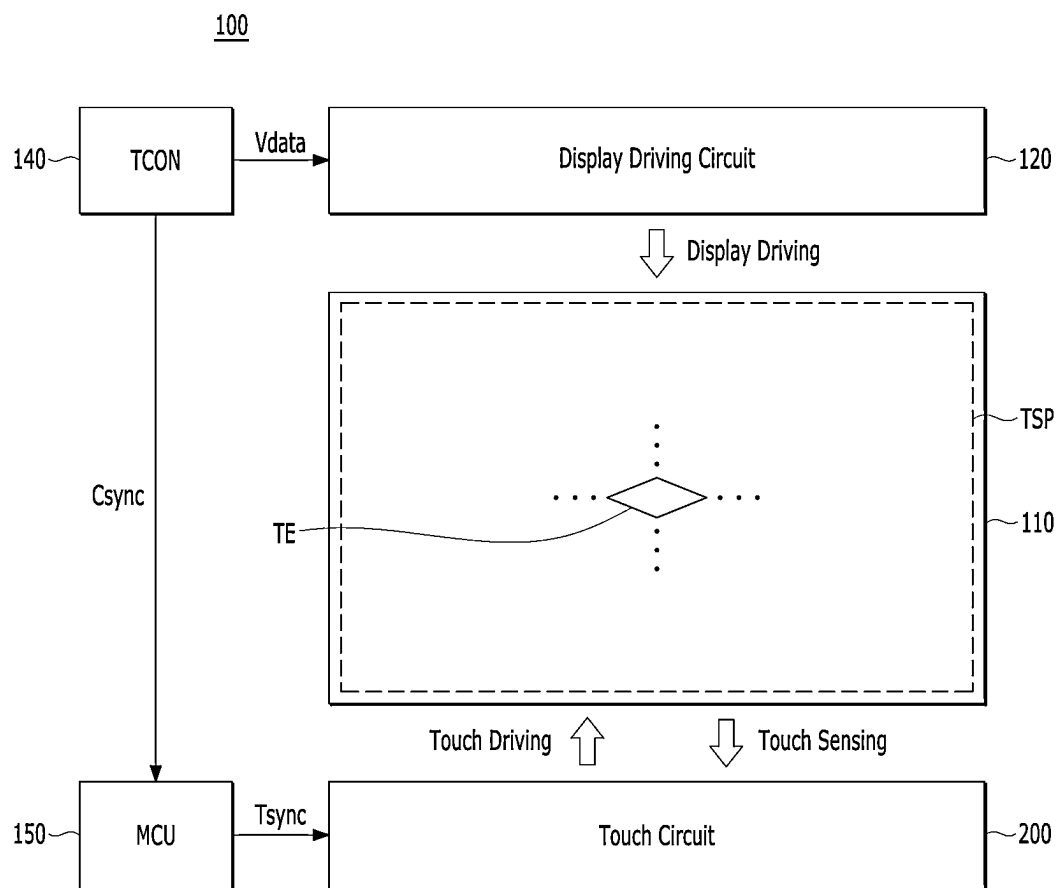 100
Vdata
140
TCON
Display Driving Circuit
120
Display Driving
TSP
Csync
TE
110
Touch Driving
Touch Sensing
Tsync
150
MCU
Touch Circuit
200